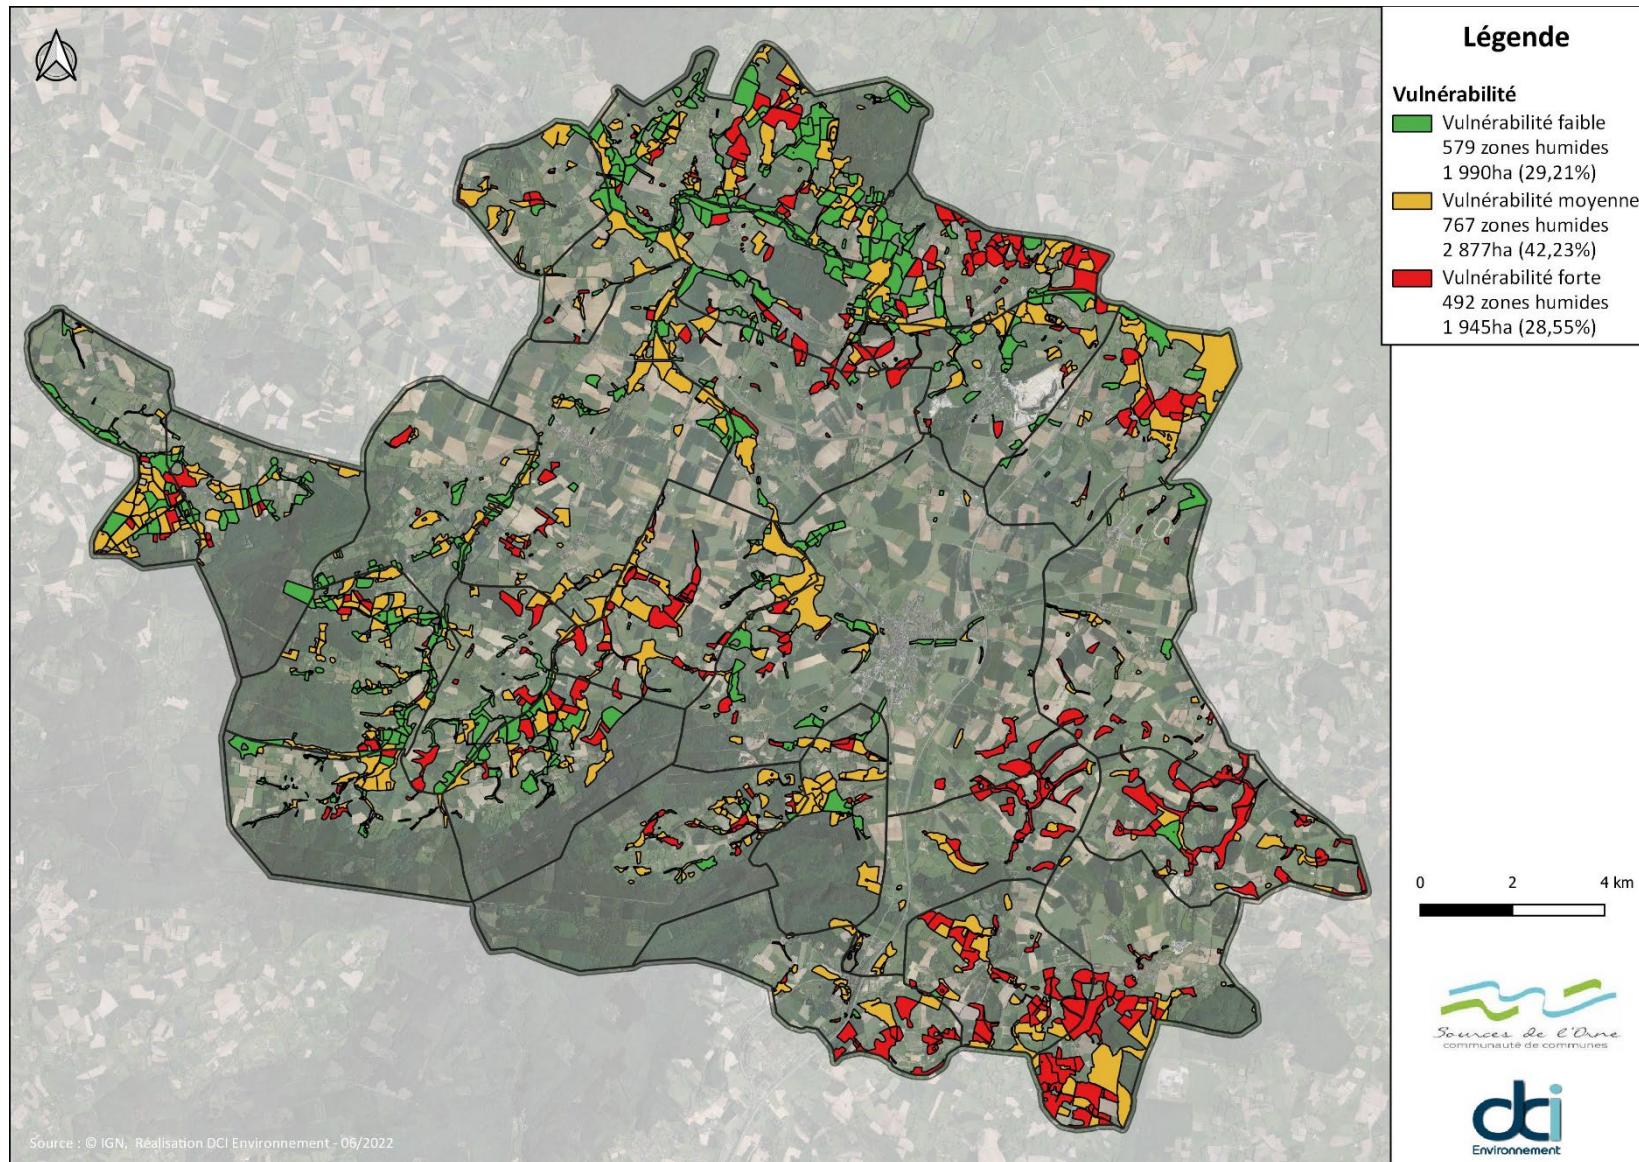 Légende
Vulnérabilité
Vulnérabilité faible
579 zones humides
1 990ha (29,21%)
Vulnérabilité moyenne
767 zones humides
2 877ha (42,23%)
Vulnérabilité forte
492 zones humides
1 945ha (28,55%)
0 2 4 km
Sources de l'Orne
communauté de communes
dci
Environnement
Source : © IGN, Réalisation DCI Environnement - 06/2022